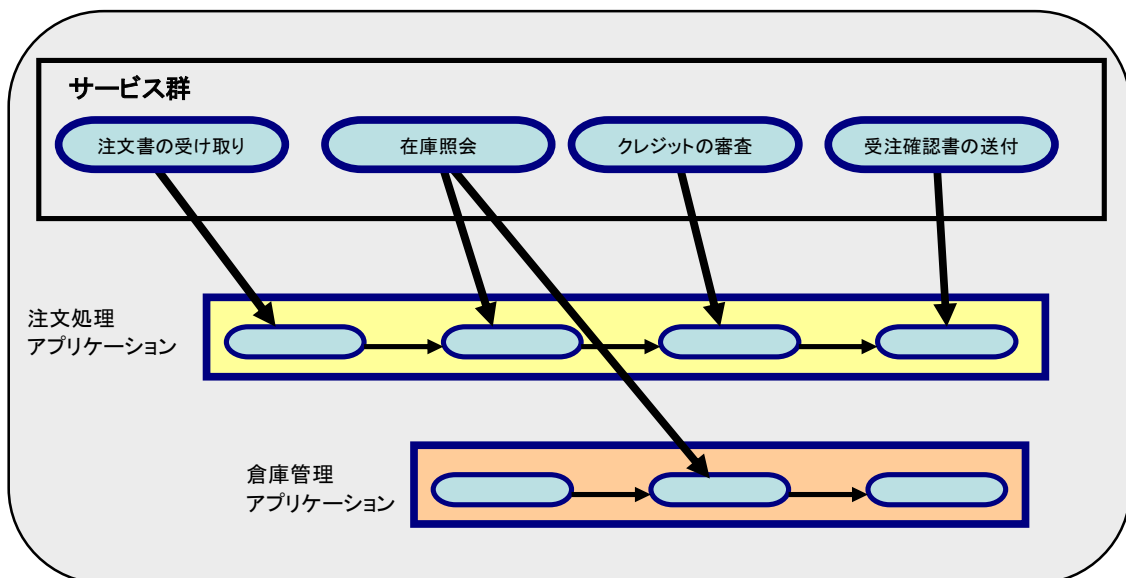 サービス群
注文書の受け取り
在庫照会
クレジットの審査
受注確認書の送付
注文処理
アプリケーション
倉庫管理
アプリケーション